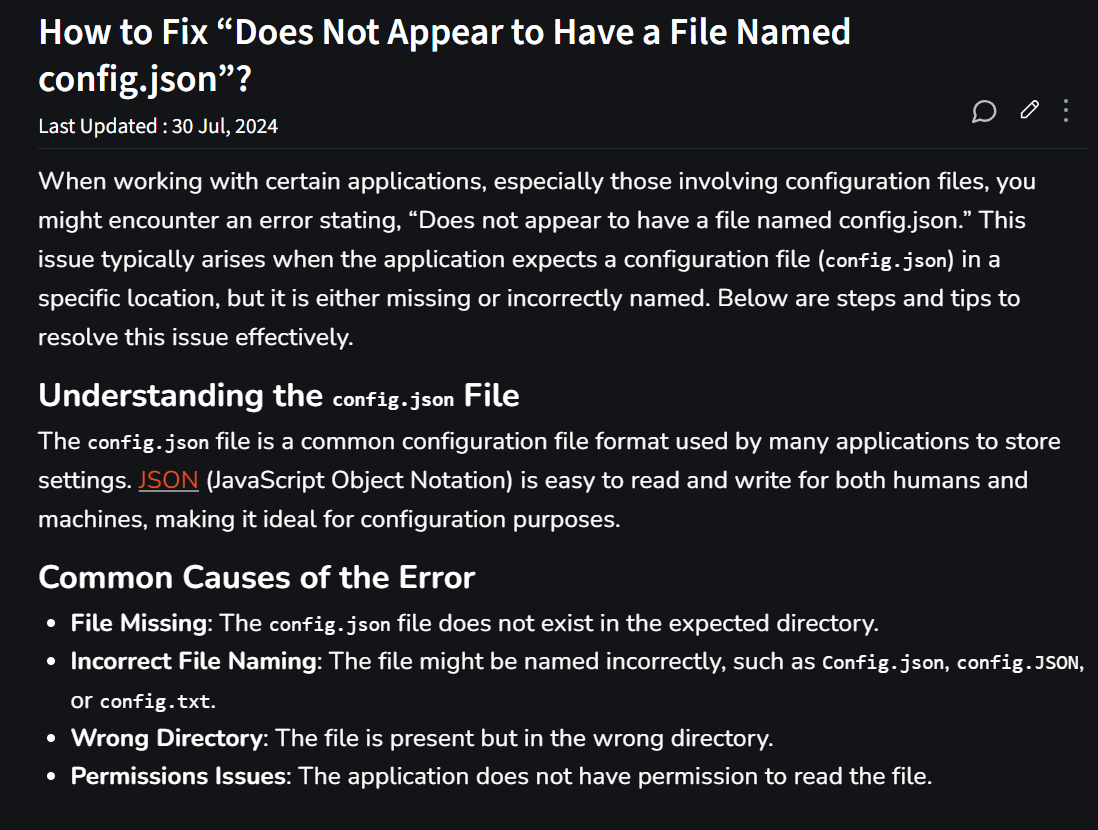 How to Fix “Does Not Appear to Have a File Named
config.json”?
Last Updated : 30 Jul, 2024
When working with certain applications, especially those involving configuration files, you
might encounter an error stating, “Does not appear to have a file named config.json.” This
issue typically arises when the application expects a configuration file (config.json) in a
specific location, but it is either missing or incorrectly named. Below are steps and tips to
resolve this issue effectively.
Understanding the config.json File
The config.json file is a common configuration file format used by many applications to store
settings. JSON (JavaScript Object Notation) is easy to read and write for both humans and
machines, making it ideal for configuration purposes.
Common Causes of the Error
• File Missing: The config.json file does not exist in the expected directory.
• Incorrect File Naming: The file might be named incorrectly, such as Config.json, config.JSON,
or config.txt.
• Wrong Directory: The file is present but in the wrong directory.
• Permissions Issues: The application does not have permission to read the file.